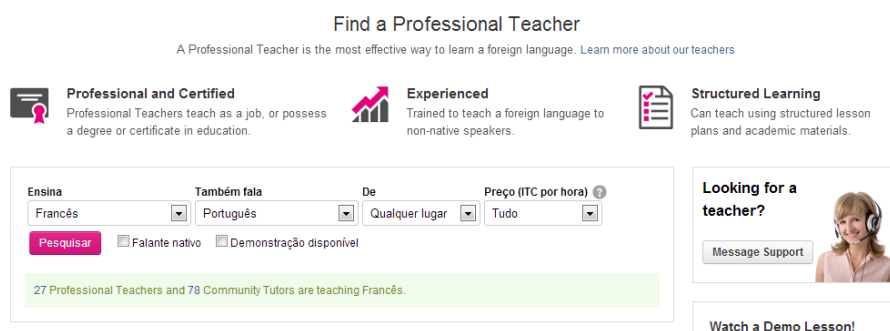 Find a Professional Teacher
A Professional Teacher is the most effective way to learn a foreign language. Learn more about our teachers
Professional and Certified
Professional Teachers teach as a job, or possess
a degree or certificate in education.
Experienced
Trained to teach a foreign language to
non-native speakers.
Structured Learning
Can teach using structured lesson
plans and academic materials.
Ensina
Também fala
De
Preço (ITC por hora) ?
Francês
Português
Qualquer lugar
Tudo
Pesquisar
Falante nativo
Demonstração disponível
27 Professional Teachers and 78 Community Tutors are teaching Francês.
Looking for a
teacher?
Message Support
Watch a Demo Lesson!